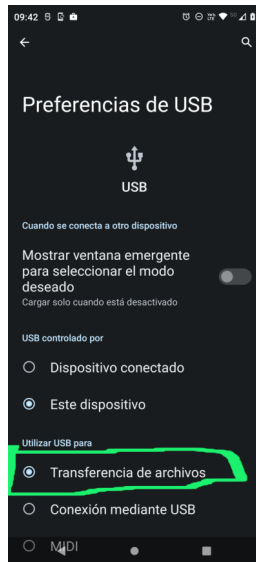 09:42
Preferencias de USB
USB
Cuando se conecta a otro dispositivo
Mostrar ventana emergente
para seleccionar el modo
deseado
Cargar solo cuando está desactivado
USB controlado por
Dispositivo conectado
Este dispositivo
Utilizar USB para
Transferencia de archivos
Conexión mediante USB
MIDI